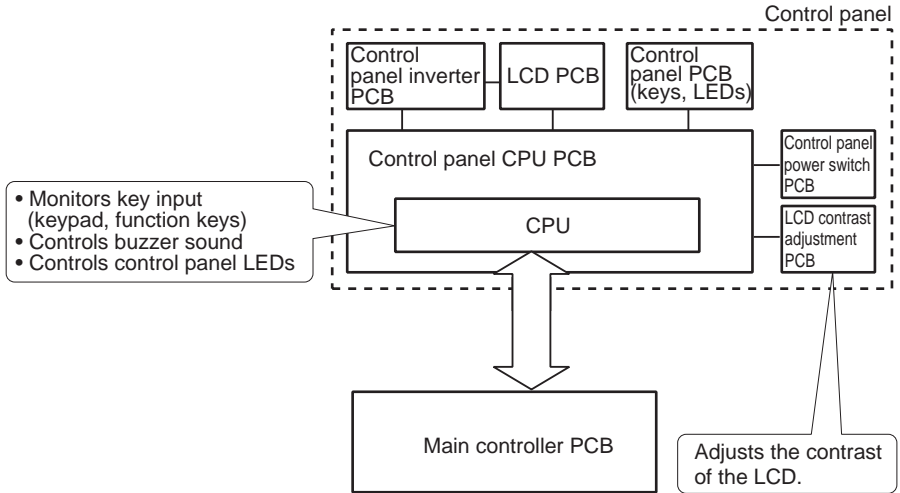 Control panel
Control
panel inverter
PCB
LCD PCB
Control
panel PCB
(keys, LEDs)
Control panel CPU PCB
Control panel
power switch
PCB
• Monitors key input
(keypad, function keys)
• Controls buzzer sound
• Controls control panel LEDs
CPU
LCD contrast
adjustment
PCB
Main controller PCB
Adjusts the contrast
of the LCD.